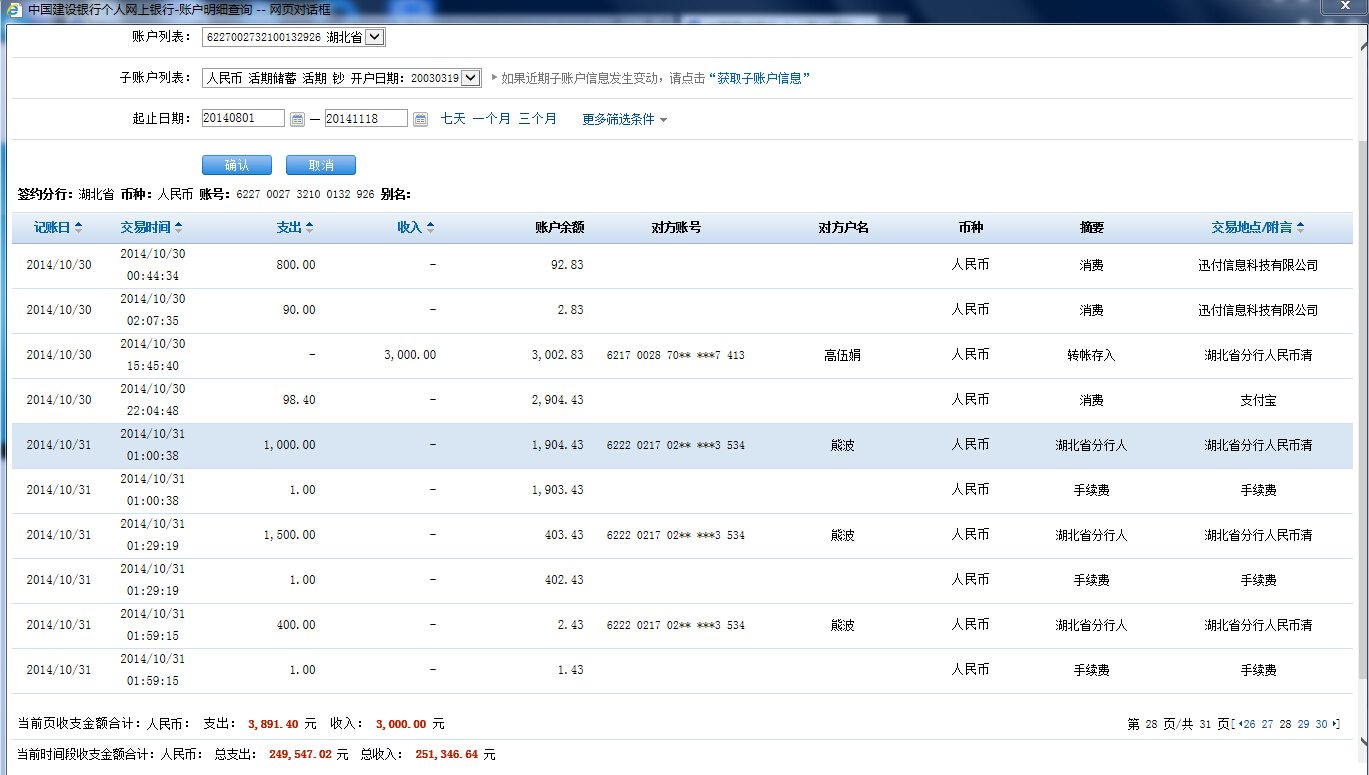 中国建设银行个人网上银行-账户明细查询 -- 网页对话框
账户列表： 6227002732100132926 湖北省
子账户列表： 人民币 活期储蓄 活期 钞 开户日期：20030319 如果近期子账户信息发生变动，请点击“获取子账户信息”
起止日期： 20140801 — 20141118 七天 一个月 三个月 更多筛选条件
确认 取消
签约分行：湖北省 币种：人民币 账号：6227 0027 3210 0132 926 别名：
记账日 交易时间 支出 收入 账户余额 对方账号 对方户名 币种 摘要 交易地点/附言
2014/10/30 2014/10/30 00:44:34 800.00 - 92.83 人民币 消费 迅付信息科技有限公司
2014/10/30 2014/10/30 02:07:35 90.00 - 2.83 人民币 消费 迅付信息科技有限公司
2014/10/30 2014/10/30 15:45:40 - 3,000.00 3,002.83 6217 0028 70** ***7 413 高伍娟 人民币 转帐存入 湖北省分行人民币清
2014/10/30 2014/10/30 22:04:48 98.40 - 2,904.43 人民币 消费 支付宝
2014/10/31 2014/10/31 01:00:38 1,000.00 - 1,904.43 6222 0217 02** ***3 534 熊波 人民币 湖北省分行人 湖北省分行人民币清
2014/10/31 2014/10/31 01:00:38 1.00 - 1,903.43 人民币 手续费 手续费
2014/10/31 2014/10/31 01:29:19 1,500.00 - 403.43 6222 0217 02** ***3 534 熊波 人民币 湖北省分行人 湖北省分行人民币清
2014/10/31 2014/10/31 01:29:19 1.00 - 402.43 人民币 手续费 手续费
2014/10/31 2014/10/31 01:59:15 400.00 - 2.43 6222 0217 02** ***3 534 熊波 人民币 湖北省分行人 湖北省分行人民币清
2014/10/31 2014/10/31 01:59:15 1.00 - 1.43 人民币 手续费 手续费
当前页收支金额合计：人民币： 支出： 3,891.40 元 收入： 3,000.00 元 第 28 页/共 31 页[ 26 27 28 29 30 ]
当前时间段收支金额合计：人民币： 总支出： 249,547.02 元 总收入： 251,346.64 元